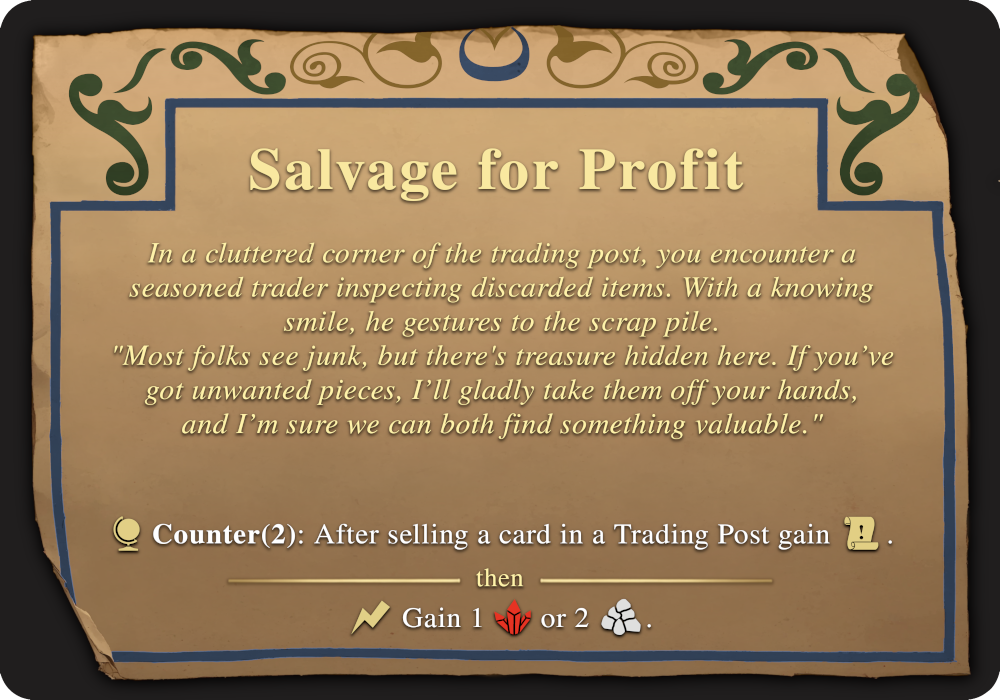 Salvage for Profit
In a cluttered corner of the trading post, you encounter a
seasoned trader inspecting discarded items. With a knowing
smile, he gestures to the scrap pile.
"Most folks see junk, but there's treasure hidden here. If you’ve
got unwanted pieces, I’ll gladly take them off your hands,
and I’m sure we can both find something valuable."
Counter(2): After selling a card in a Trading Post gain .
then
Gain 1 or 2 .